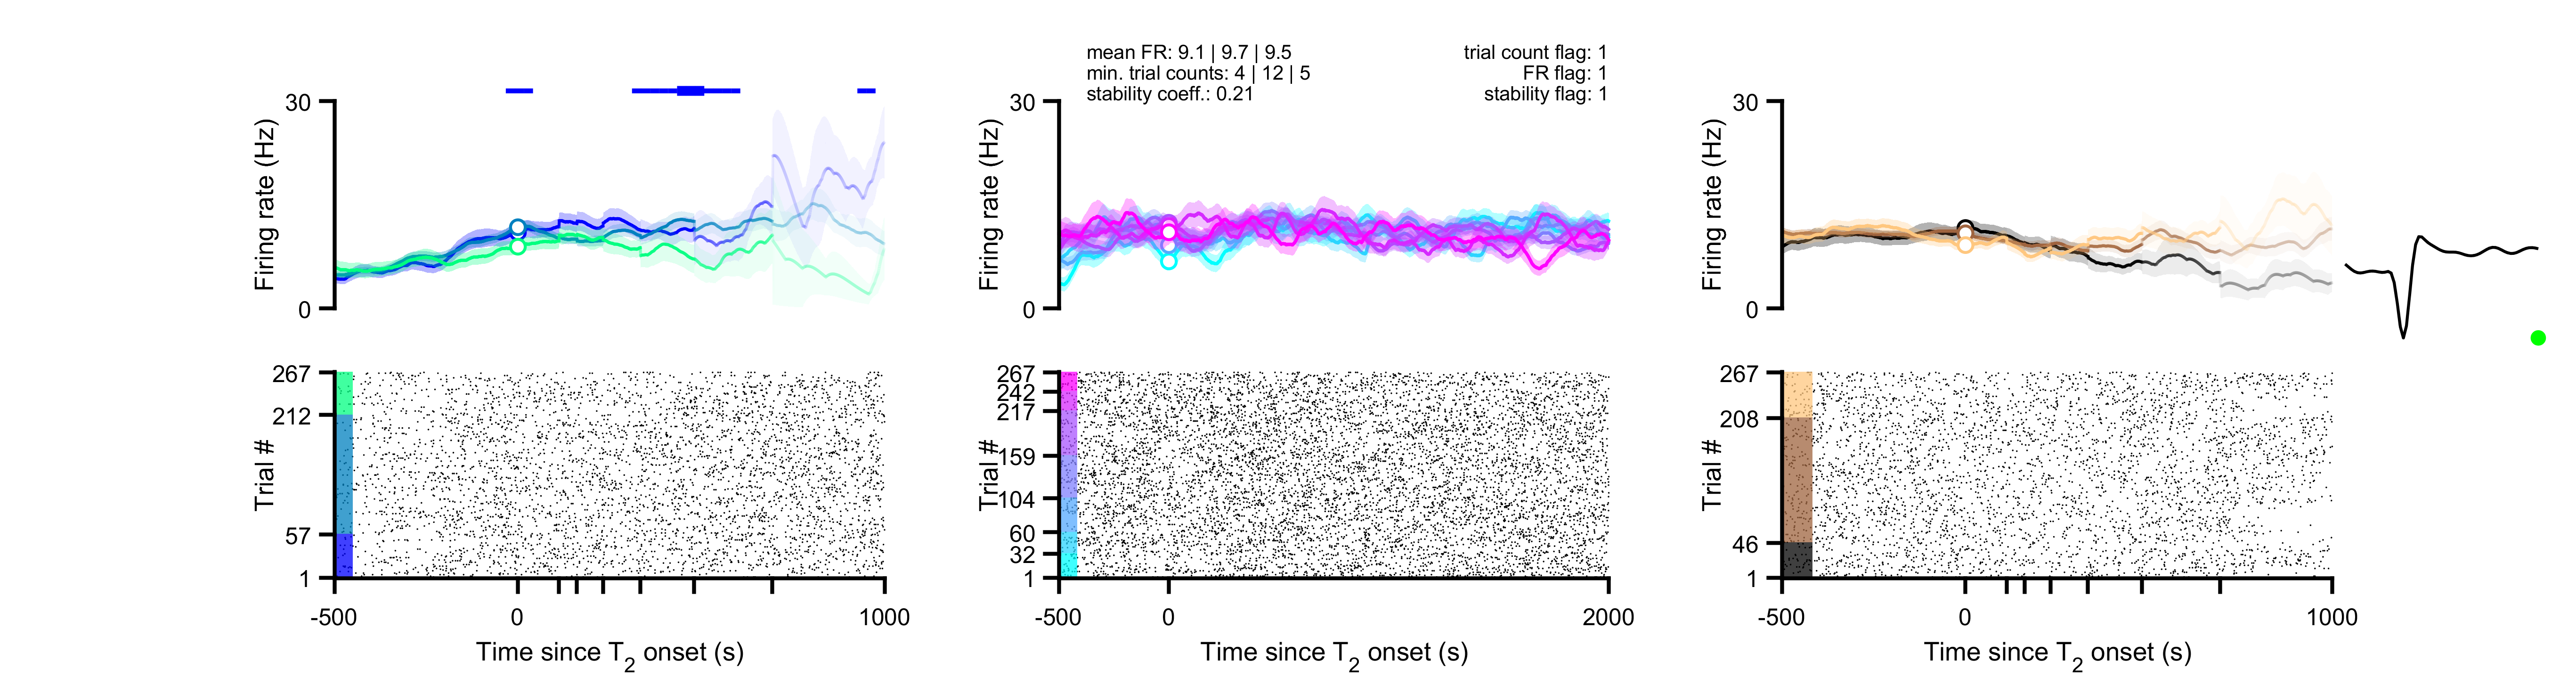 mean FR: 9.1 | 9.7 | 9.5
min. trial counts: 4 | 12 | 5
stability coeff.: 0.21
trial count flag: 1
FR flag: 1
stability flag: 1
Firing rate (Hz)
30
0
Firing rate (Hz)
30
0
Firing rate (Hz)
30
0
Trial #
267
212
57
1
-500
0
1000
Time since T2 onset (s)
Trial #
267
242
217
159
104
60
32
1
-500
0
2000
Time since T2 onset (s)
Trial #
267
208
46
1
-500
0
1000
Time since T2 onset (s)